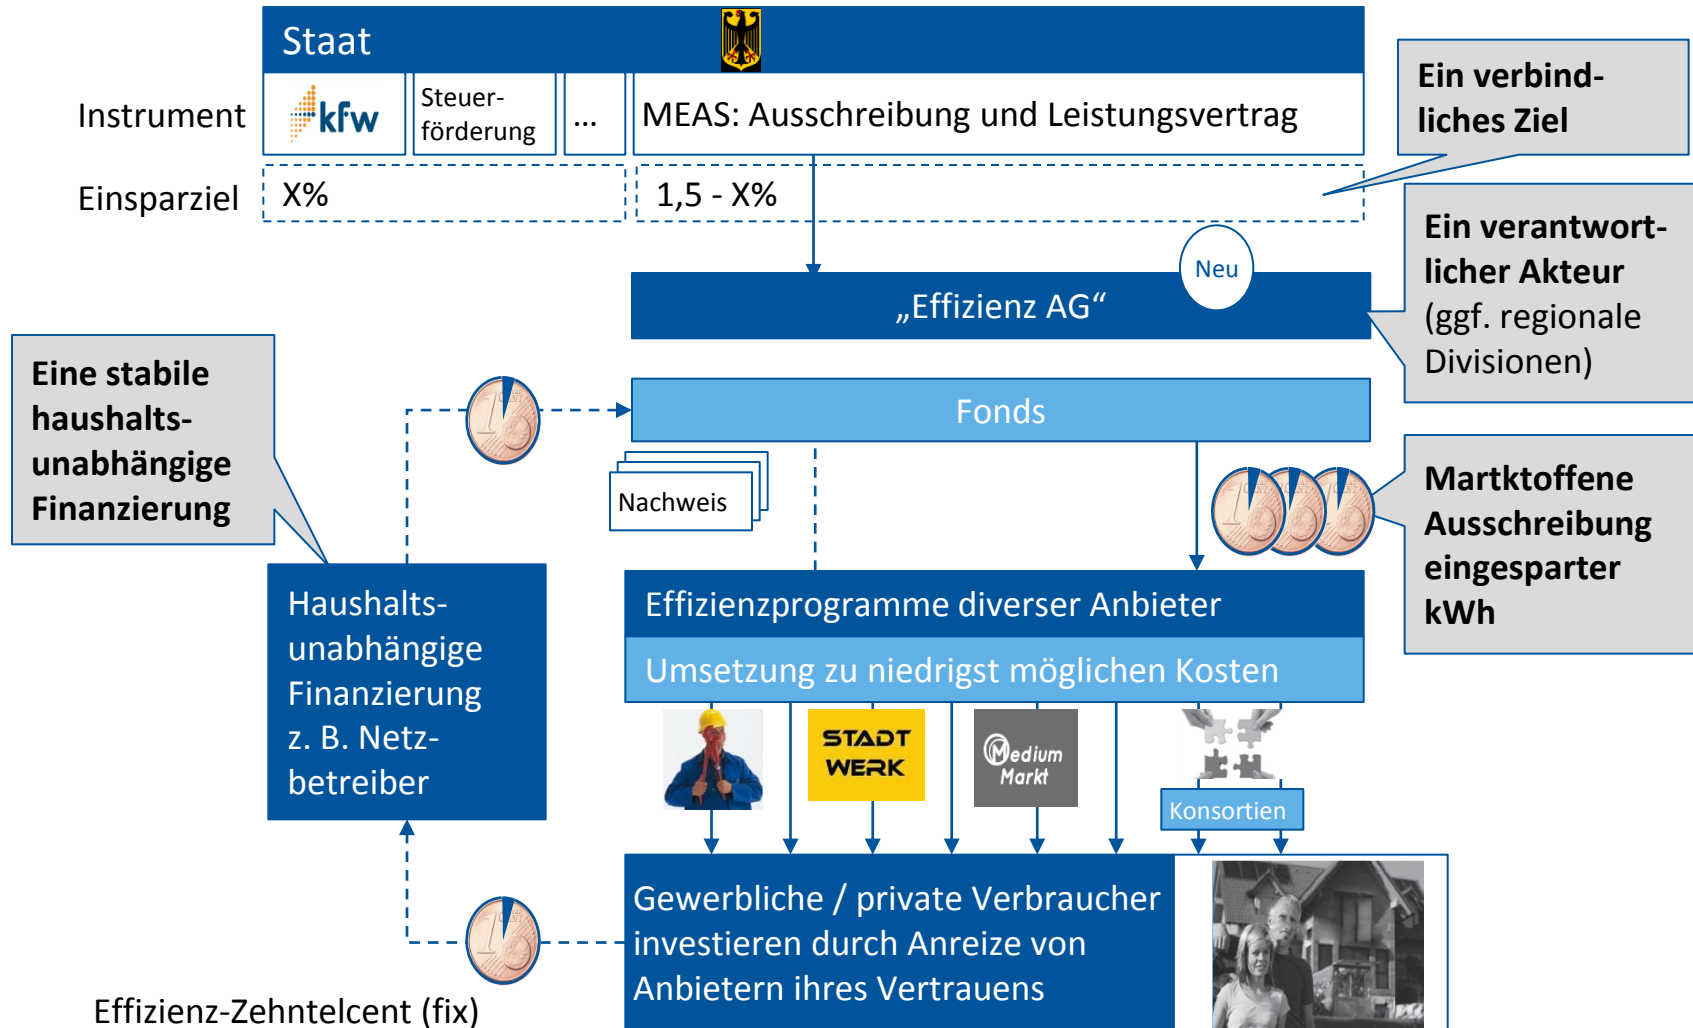 Staat
Instrument
kfw
Steuer-
förderung
...
MEAS: Ausschreibung und Leistungsvertrag
Einsparziel
X%
1,5 - X%
Ein verbind-
liches Ziel
Neu
„Effizienz AG“
Ein verantwort-
licher Akteur
(ggf. regionale
Divisionen)
Eine stabile
haushalts-
unabhängige
Finanzierung
Fonds
Nachweis
Martktoffene
Ausschreibung
eingesparter
kWh
Haushalts-
unabhängige
Finanzierung
z. B. Netz-
betreiber
Effizienzprogramme diverser Anbieter
Umsetzung zu niedrigst möglichen Kosten
STADT
WERK
Medium
Markt
Konsortien
Gewerbliche / private Verbraucher
investieren durch Anreize von
Anbietern ihres Vertrauens
Effizienz-Zehntelcent (fix)